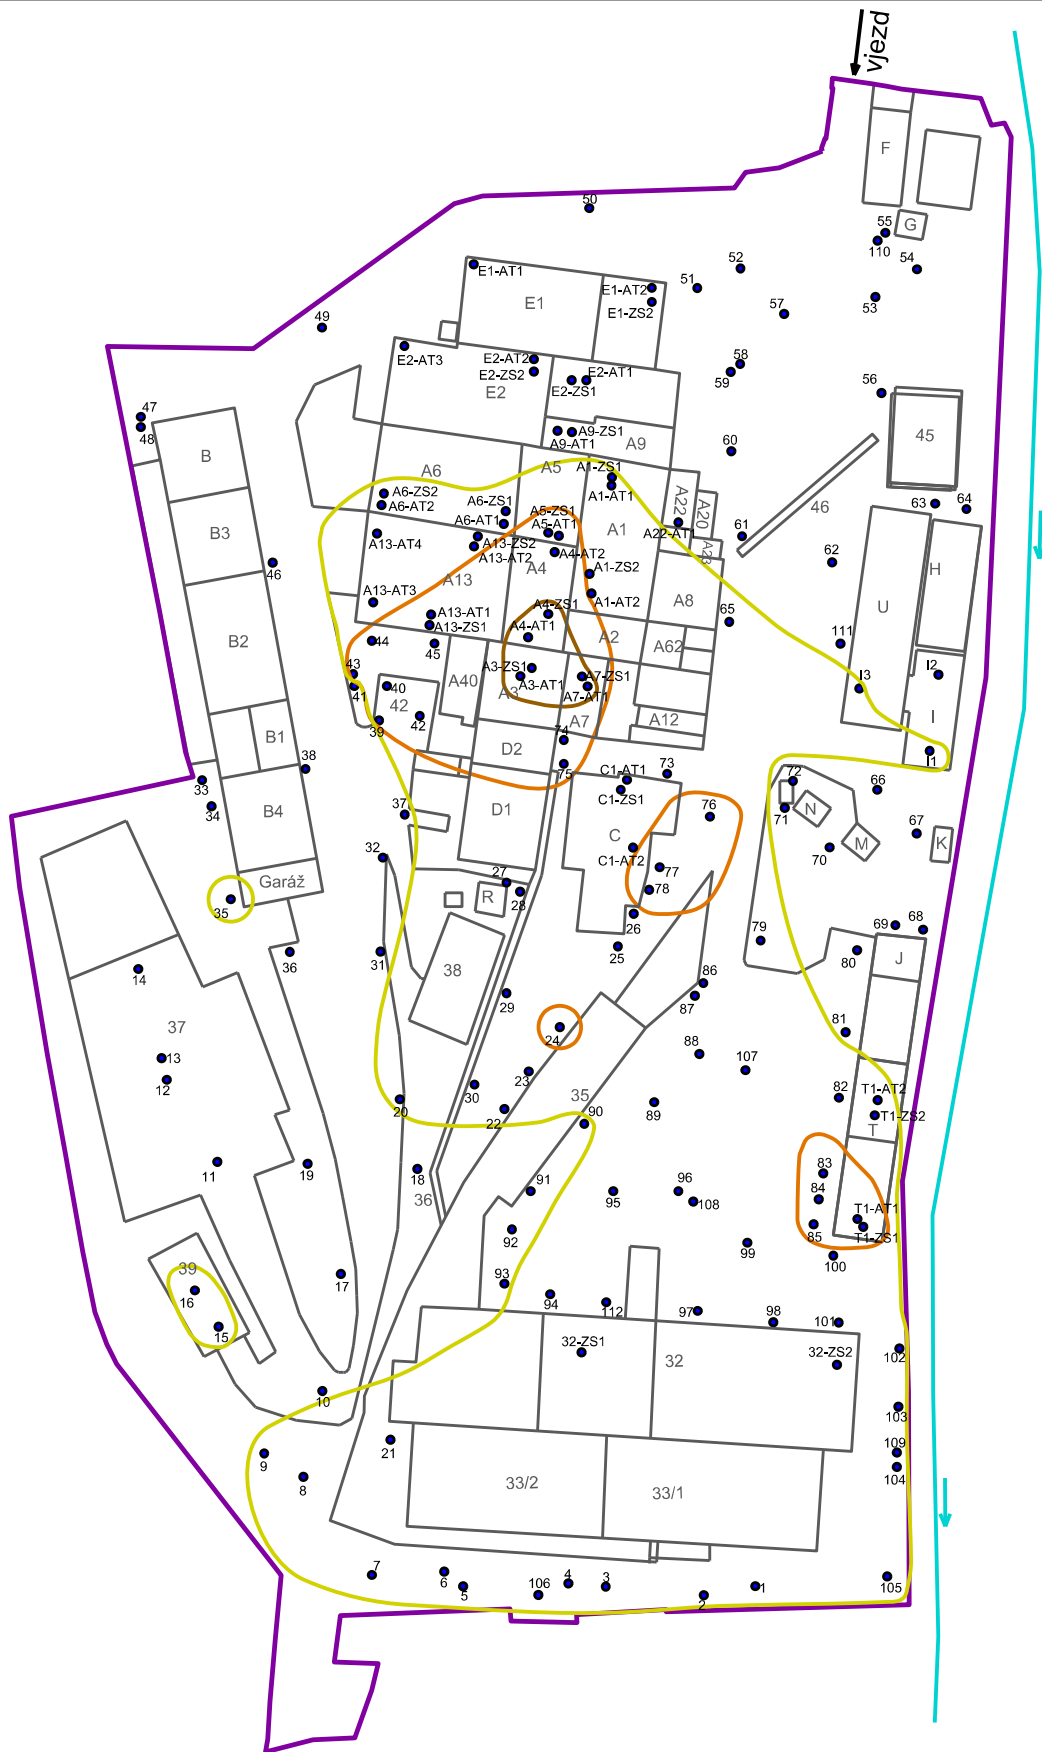 vjezd
F
50
55
G
110
54
52
E1-AT1
51
E1-AT2
53
E1
E1-ZS2
57
49
E2-AT3
E2-AT2
58
E2-ZS2
59
E2-AT1
E2
E2-ZS1
56
47
48
A9-ZS1
A9-AT1
A9
45
60
B
A6
A5
A1-ZS1
A6-ZS2
A1-AT1
A6-AT2
A6-ZS1
A5-ZS1
A22
A20
63
64
46
A6-AT1
A5-AT1
A1
A22-AT1
61
B3
A13-AT4
A13-ZS2
A13-AT2
A4-AT2
A23
62
46
A4
A1-ZS2
H
A13
A13-AT3
A13-AT1
A13-ZS1
A4-ZS1
A1-AT2
A8
65
U
44
45
A4-AT1
A2
A62
111
B2
43
A3-ZS1
A7-ZS1
I3
I2
41
40
A40
A3
A3-AT1
A7-AT1
42
42
39
A7
A12
I
B1
74
D2
I1
38
75
C1-AT1
73
33
C1-ZS1
72
66
34
37
D1
76
71
N
B4
C
67
32
C1-AT2
70
M
K
Garáž
27
77
R
28
78
35
26
69
68
36
31
38
25
79
80
J
14
86
29
87
37
24
81
13
88
12
23
107
30
35
82
T1-AT2
20
22
89
T1-ZS2
90
T
11
19
18
83
36
91
95
96
84
108
T1-AT1
92
85
T1-ZS1
99
100
39
17
93
16
94
15
112
97
98
101
32-ZS1
32
32-ZS2
102
10
103
21
9
109
8
104
33/2
33/1
7
6
5
106
4
3
2
1
105